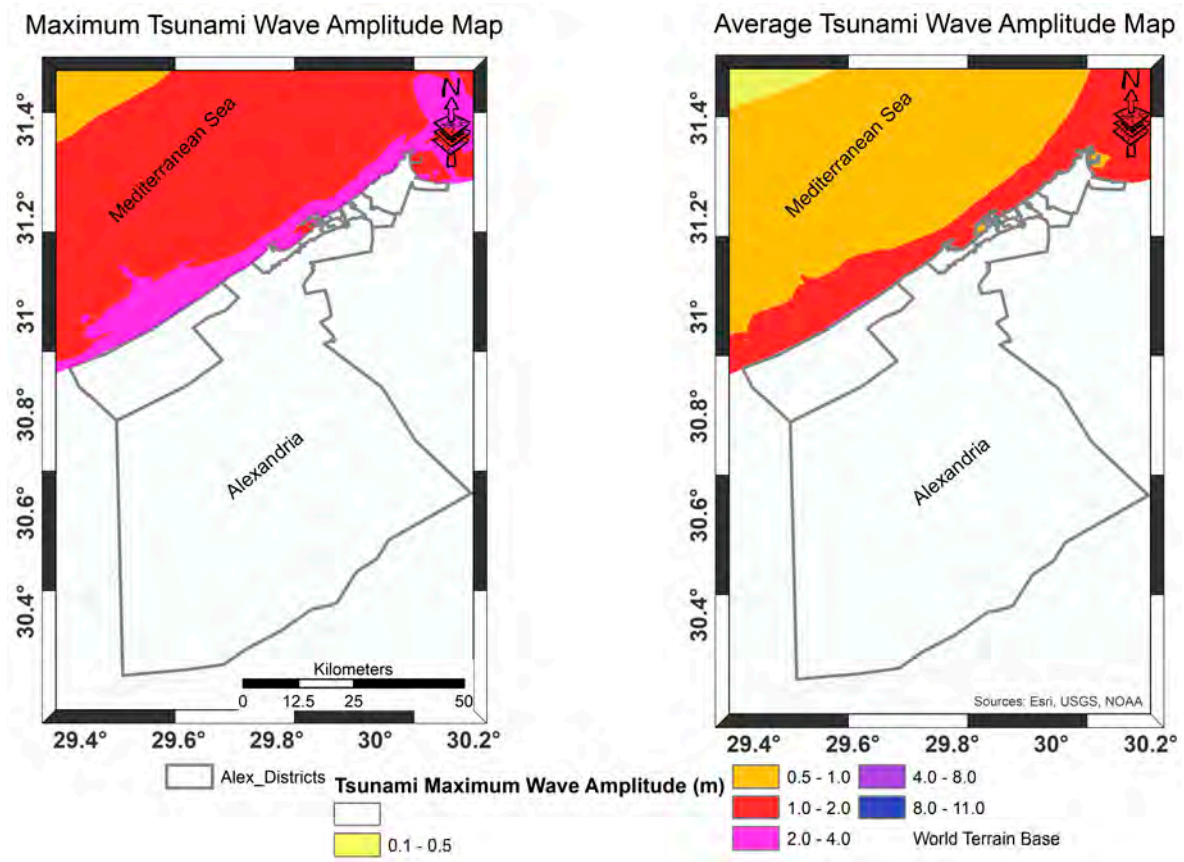 Maximum Tsunami Wave Amplitude Map
Average Tsunami Wave Amplitude Map
31.4°
31.2°
31°
30.8°
30.6°
30.4°
Mediterranean Sea
N
Alexandria
Kilometers
0 12.5 25 50
29.4° 29.6° 29.8° 30° 30.2°
31.4°
31.2°
31°
30.8°
30.6°
30.4°
Mediterranean Sea
N
Alexandria
Sources: Esri, USGS, NOAA
29.4° 29.6° 29.8° 30° 30.2°
Alex_Districts
Tsunami Maximum Wave Amplitude (m)
0.1 - 0.5
0.5 - 1.0
1.0 - 2.0
2.0 - 4.0
4.0 - 8.0
8.0 - 11.0
World Terrain Base